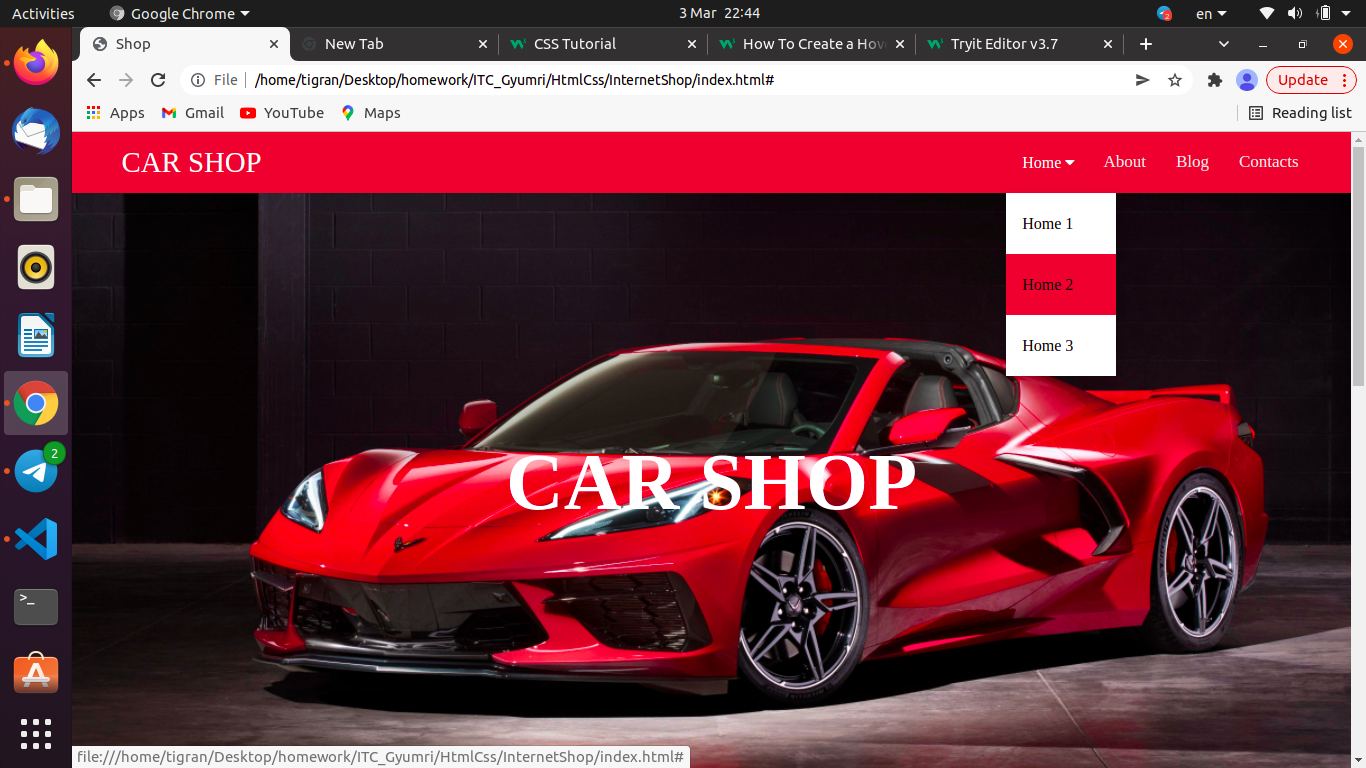 Activities Google Chrome 3 Mar 22:44 2 en
Shop New Tab CSS Tutorial How To Create a Hov Tryit Editor v3.7
File /home/tigran/Desktop/homework/ITC_Gyumri/HtmlCss/InternetShop/index.html# Update
Apps Gmail YouTube Maps Reading list
CAR SHOP Home About Blog Contacts
Home 1
Home 2
Home 3
2
CAR SHOP
>_
file:///home/tigran/Desktop/homework/ITC_Gyumri/HtmlCss/InternetShop/index.html#